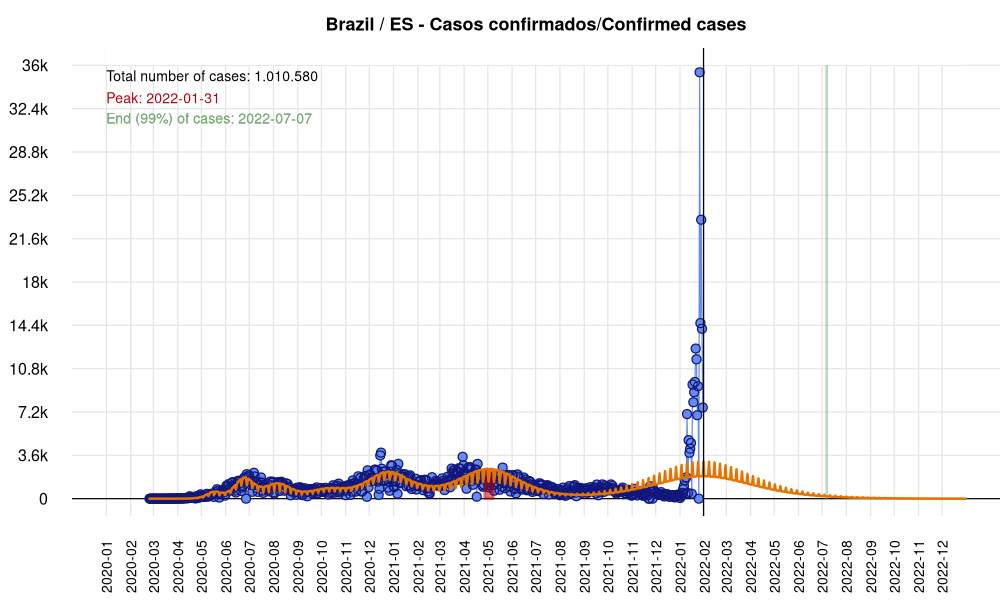 Brazil / ES - Casos confirmados/Confirmed cases
Total number of cases: 1.010.580
Peak: 2022-01-31
End (99%) of cases: 2022-07-07
36k
32.4k
28.8k
25.2k
21.6k
18k
14.4k
10.8k
7.2k
3.6k
0
2020-01
2020-02
2020-03
2020-04
2020-05
2020-06
2020-07
2020-08
2020-09
2020-10
2020-11
2020-12
2021-01
2021-02
2021-03
2021-04
2021-05
2021-06
2021-07
2021-08
2021-09
2021-10
2021-11
2021-12
2022-01
2022-02
2022-03
2022-04
2022-05
2022-06
2022-07
2022-08
2022-09
2022-10
2022-11
2022-12